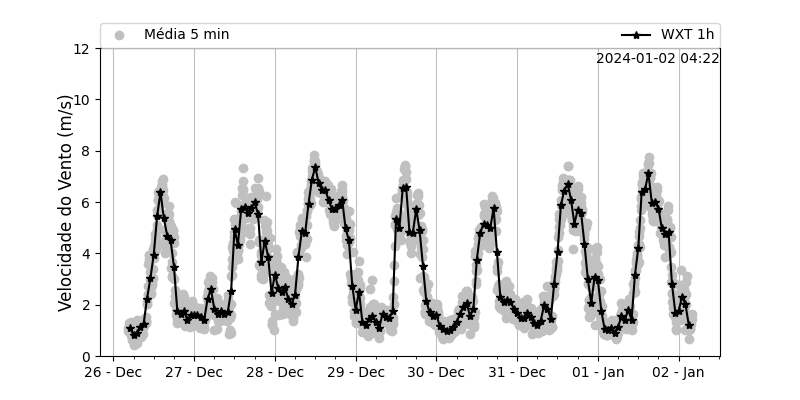 Média 5 min
WXT 1h
2024-01-02 04:22
Velocidade do Vento (m/s)
12
10
8
6
4
2
0
26 - Dec
27 - Dec
28 - Dec
29 - Dec
30 - Dec
31 - Dec
01 - Jan
02 - Jan